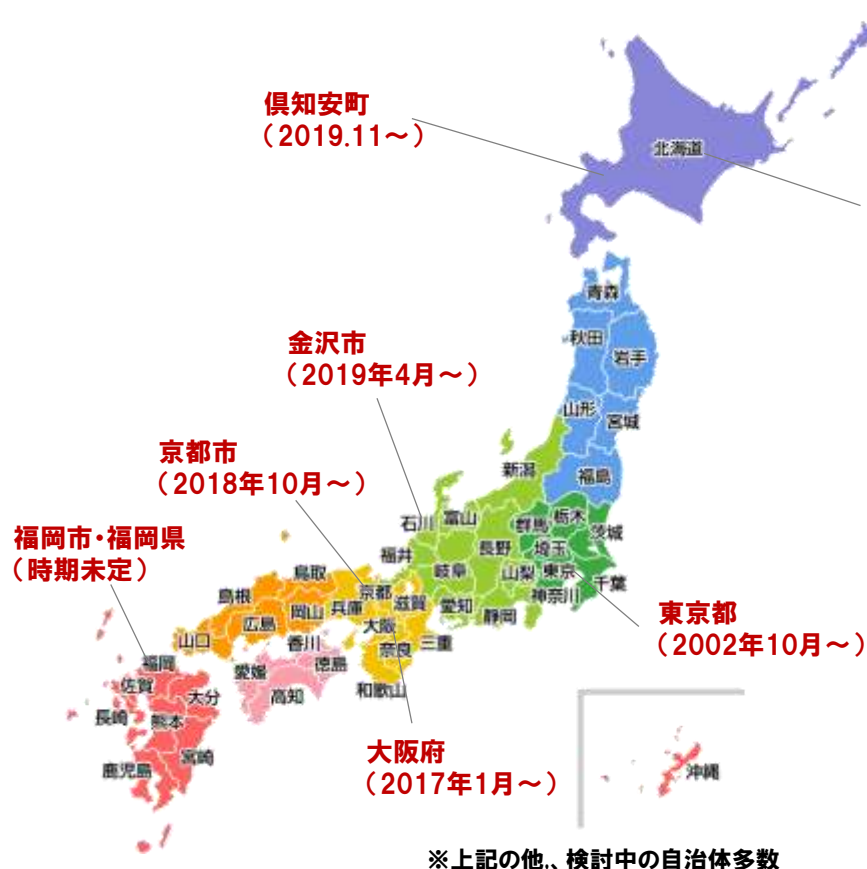 倶知安町
（2019.11～）
北海道
青森
秋田
岩手
金沢市
（2019年4月～）
山形
宮城
京都市
（2018年10月～）
新潟
福島
石川
富山
群馬
栃木
茨城
福岡市・福岡県
（時期未定）
福井
長野
埼玉
鳥取
岐阜
山梨
東京
千葉
島根
岡山
兵庫
京都
滋賀
愛知
静岡
神奈川
広島
大阪
東京都
（2002年10月～）
山口
香川
奈良
三重
福岡
愛媛
徳島
佐賀
大分
高知
和歌山
長崎
熊本
宮崎
大阪府
（2017年1月～）
鹿児島
沖縄
※上記の他、、検討中の自治体多数